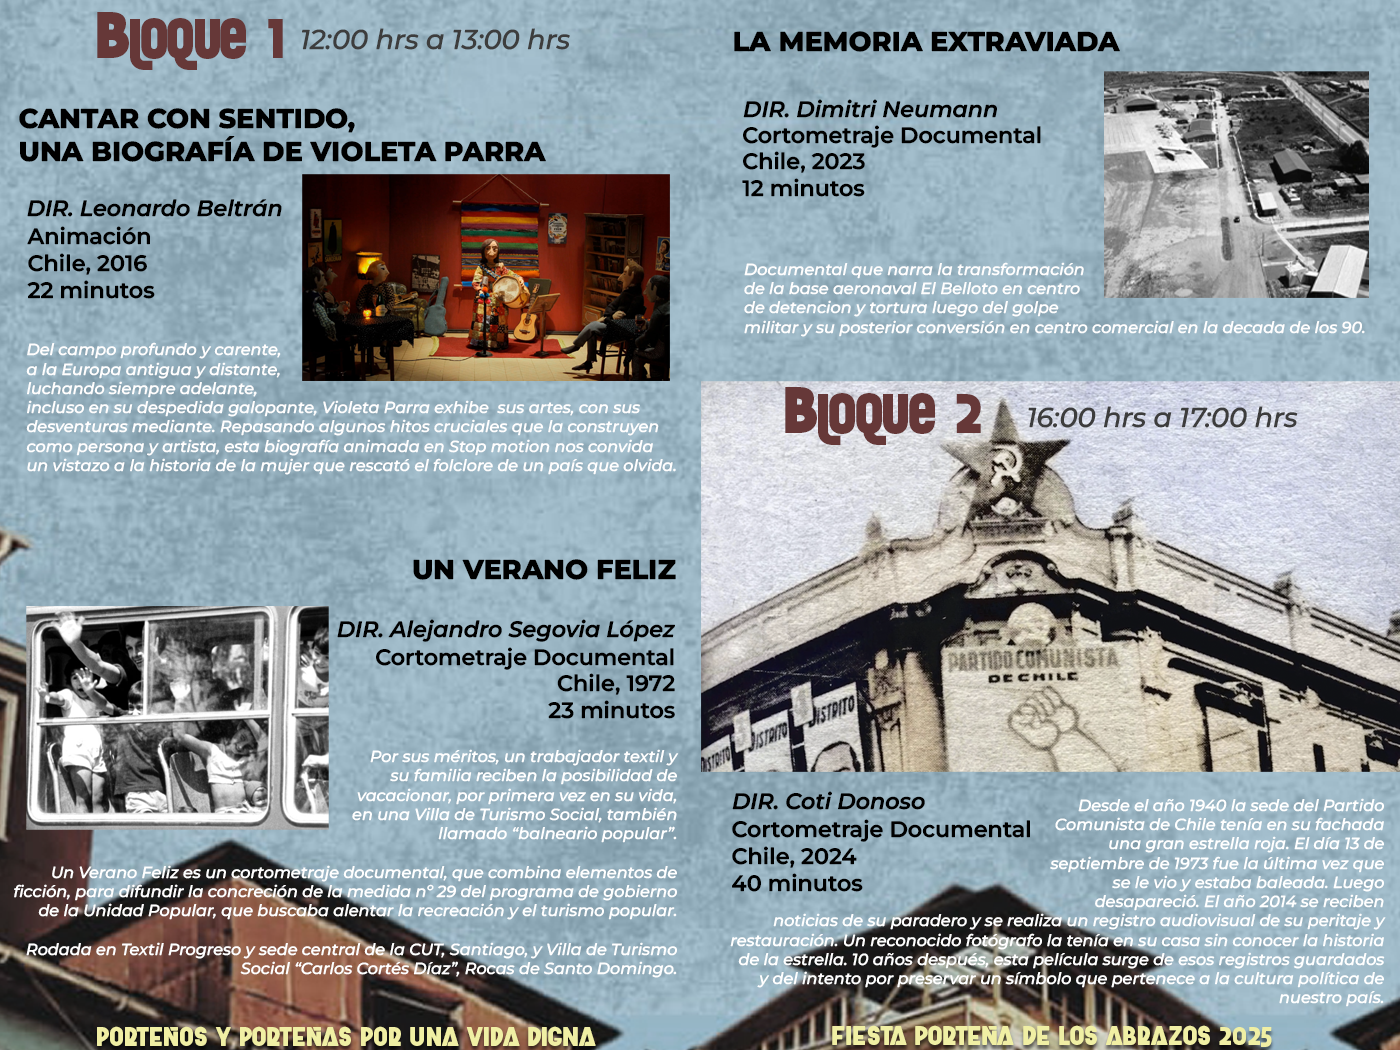 Bloque 1 12:00 hrs a 13:00 hrs
CANTAR CON SENTIDO,
UNA BIOGRAFÍA DE VIOLETA PARRA
DIR. Leonardo Beltrán
Animación
Chile, 2016
22 minutos
Del campo profundo y carente,
a la Europa antigua y distante,
luchando siempre adelante,
incluso en su despedida galopante, Violeta Parra exhibe sus artes, con sus
desventuras mediante. Repasando algunos hitos cruciales que la construyen
como persona y artista, esta biografía animada en Stop motion nos convida
un vistazo a la historia de la mujer que rescató el folclore de un país que olvida.
UN VERANO FELIZ
DIR. Alejandro Segovia López
Cortometraje Documental
Chile, 1972
23 minutos
Por sus méritos, un trabajador textil y
su familia reciben la posibilidad de
vacacionar, por primera vez en su vida,
en una Villa de Turismo Social, también
llamado “balneario popular”.
Un Verano Feliz es un cortometraje documental, que combina elementos de
ficción, para difundir la concreción de la medida nº 29 del programa de gobierno
de la Unidad Popular, que buscaba alentar la recreación y el turismo popular.
Rodada en Textil Progreso y sede central de la CUT, Santiago, y Villa de Turismo
Social “Carlos Cortés Díaz”, Rocas de Santo Domingo.
PORTEÑOS Y PORTEÑAS POR UNA VIDA DIGNA
LA MEMORIA EXTRAVIADA
DIR. Dimitri Neumann
Cortometraje Documental
Chile, 2023
12 minutos
Documental que narra la transformación
de la base aeronaval El Belloto en centro
de detencion y tortura luego del golpe
militar y su posterior conversión en centro comercial en la decada de los 90.
Bloque 2 16:00 hrs a 17:00 hrs
PARTIDO COMUNISTA
DE CHILE
DISTRITO
DISTRITO
DISTRITO
DIR. Coti Donoso
Cortometraje Documental
Chile, 2024
40 minutos
Desde el año 1940 la sede del Partido
Comunista de Chile tenía en su fachada
una gran estrella roja. El día 13 de
septiembre de 1973 fue la última vez que
se le vio y estaba baleada. Luego
desapareció. El año 2014 se reciben
noticias de su paradero y se realiza un registro audiovisual de su peritaje y
restauración. Un reconocido fotógrafo la tenía en su casa sin conocer la historia
de la estrella. 10 años después, esta película surge de esos registros guardados
y del intento por preservar un símbolo que pertenece a la cultura política de
nuestro país.
FIESTA PORTEÑA DE LOS ABRAZOS 2025